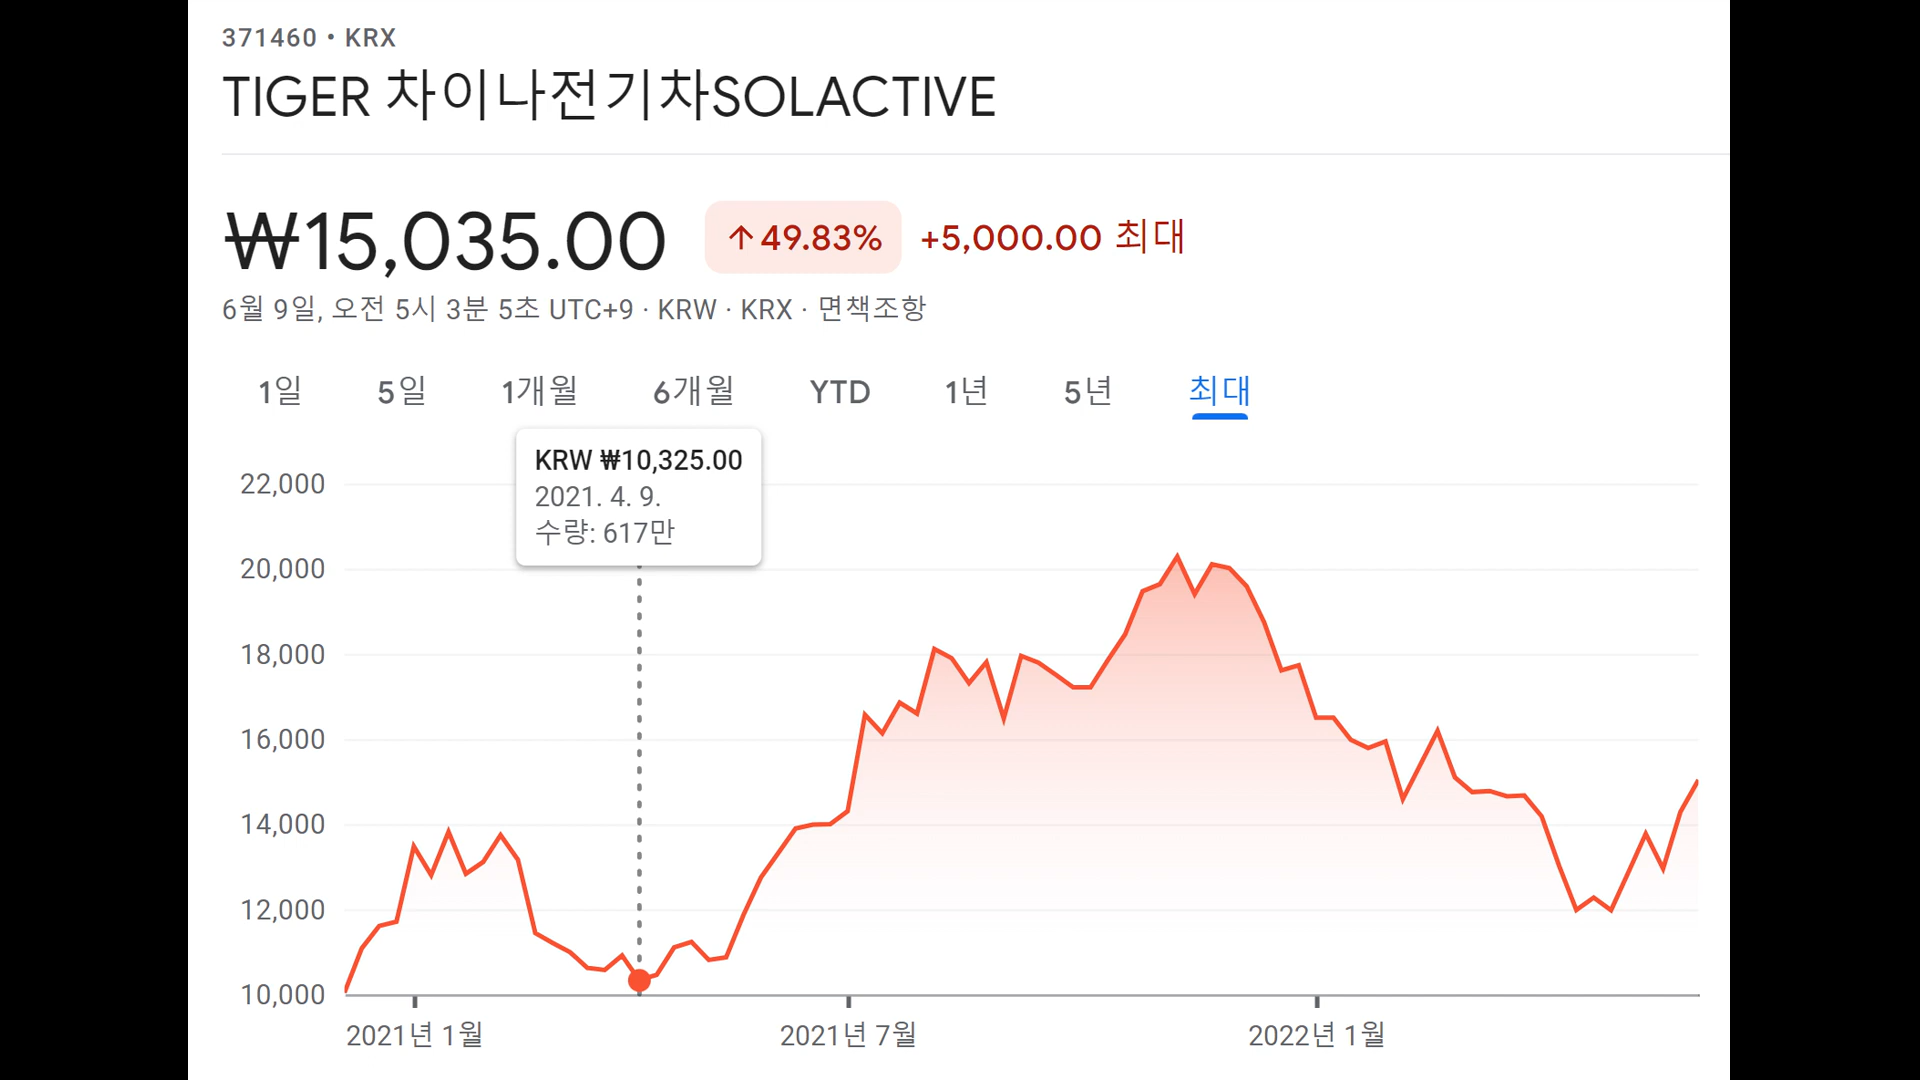 371460 • KRX
TIGER 차이나전기차SOLACTIVE
₩15,035.00 ↑49.83% +5,000.00 최대
6월 9일, 오전 5시 3분 5초 UTC+9 · KRW · KRX · 면책조항
1일 5일 1개월 6개월 YTD 1년 5년 최대
KRW ₩10,325.00
2021. 4. 9.
수량: 617만
22,000
20,000
18,000
16,000
14,000
12,000
10,000
2021년 1월 2021년 7월 2022년 1월